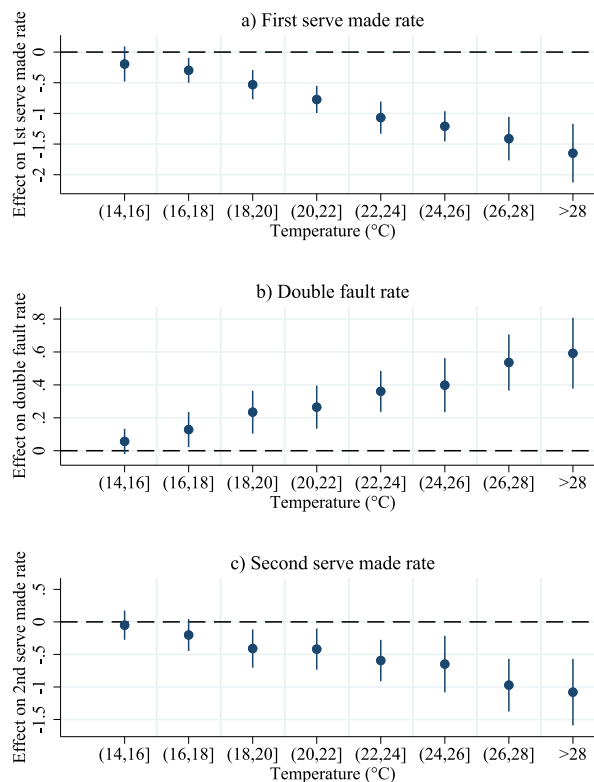 a) First serve made rate
Effect on 1st serve made rate
0
-.5
-1
-1.5
-2
(14,16] (16,18] (18,20] (20,22] (22,24] (24,26] (26,28] >28
Temperature (°C)
b) Double fault rate
Effect on double fault rate
.8
.6
.4
.2
0
(14,16] (16,18] (18,20] (20,22] (22,24] (24,26] (26,28] >28
Temperature (°C)
c) Second serve made rate
Effect on 2nd serve made rate
.5
0
-.5
-1
-1.5
(14,16] (16,18] (18,20] (20,22] (22,24] (24,26] (26,28] >28
Temperature (°C)